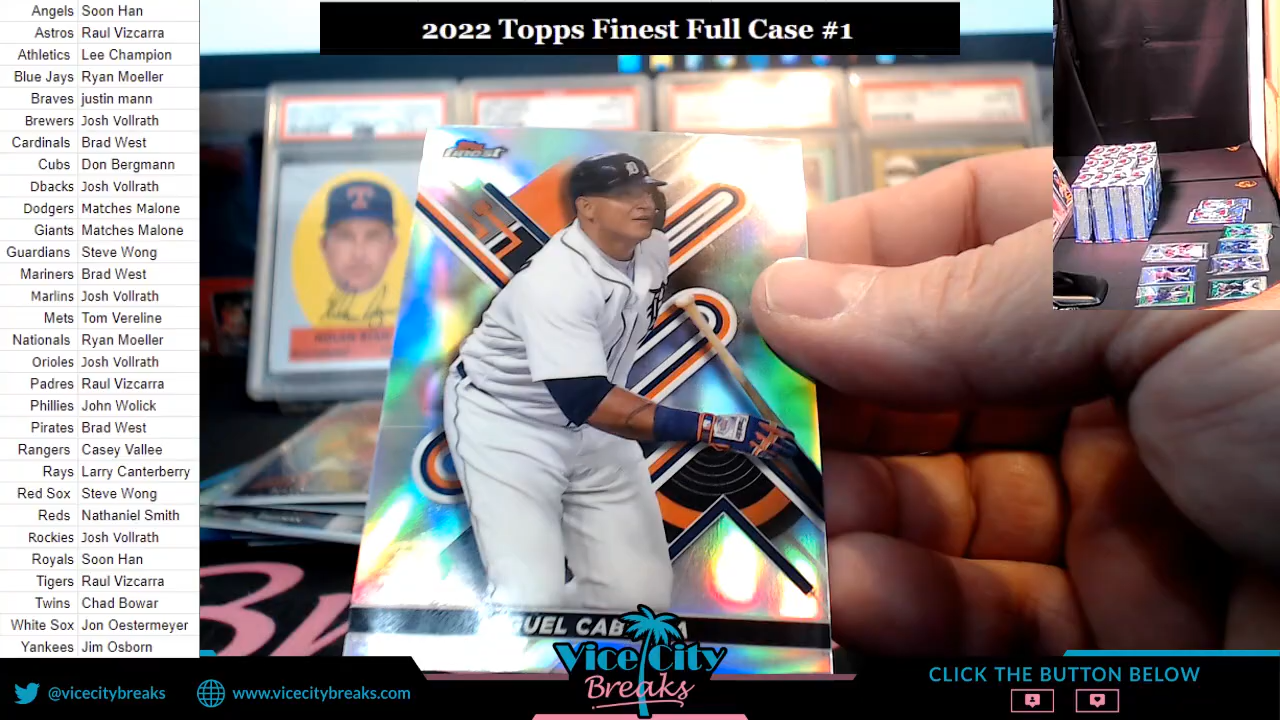 2022 Topps Finest Full Case #1
Angels Soon Han
Astros Raul Vizcarra
Athletics Lee Champion
Blue Jays Ryan Moeller
Braves justin mann
Brewers Josh Vollrath
Cardinals Brad West
Cubs Don Bergmann
Dbacks Josh Vollrath
Dodgers Matches Malone
Giants Matches Malone
Guardians Steve Wong
Mariners Brad West
Marlins Josh Vollrath
Mets Tom Vereline
Nationals Ryan Moeller
Orioles Josh Vollrath
Padres Raul Vizcarra
Phillies John Wolick
Pirates Brad West
Rangers Casey Vallee
Rays Larry Canterberry
Red Sox Steve Wong
Reds Nathaniel Smith
Rockies Josh Vollrath
Royals Soon Han
Tigers Raul Vizcarra
Twins Chad Bowar
White Sox Jon Oestermeyer
Yankees Jim Osborn
Topps
Finest
D
T
Vice City
Breaks
@vicecitybreaks
www.vicecitybreaks.com
CLICK THE BUTTON BELOW